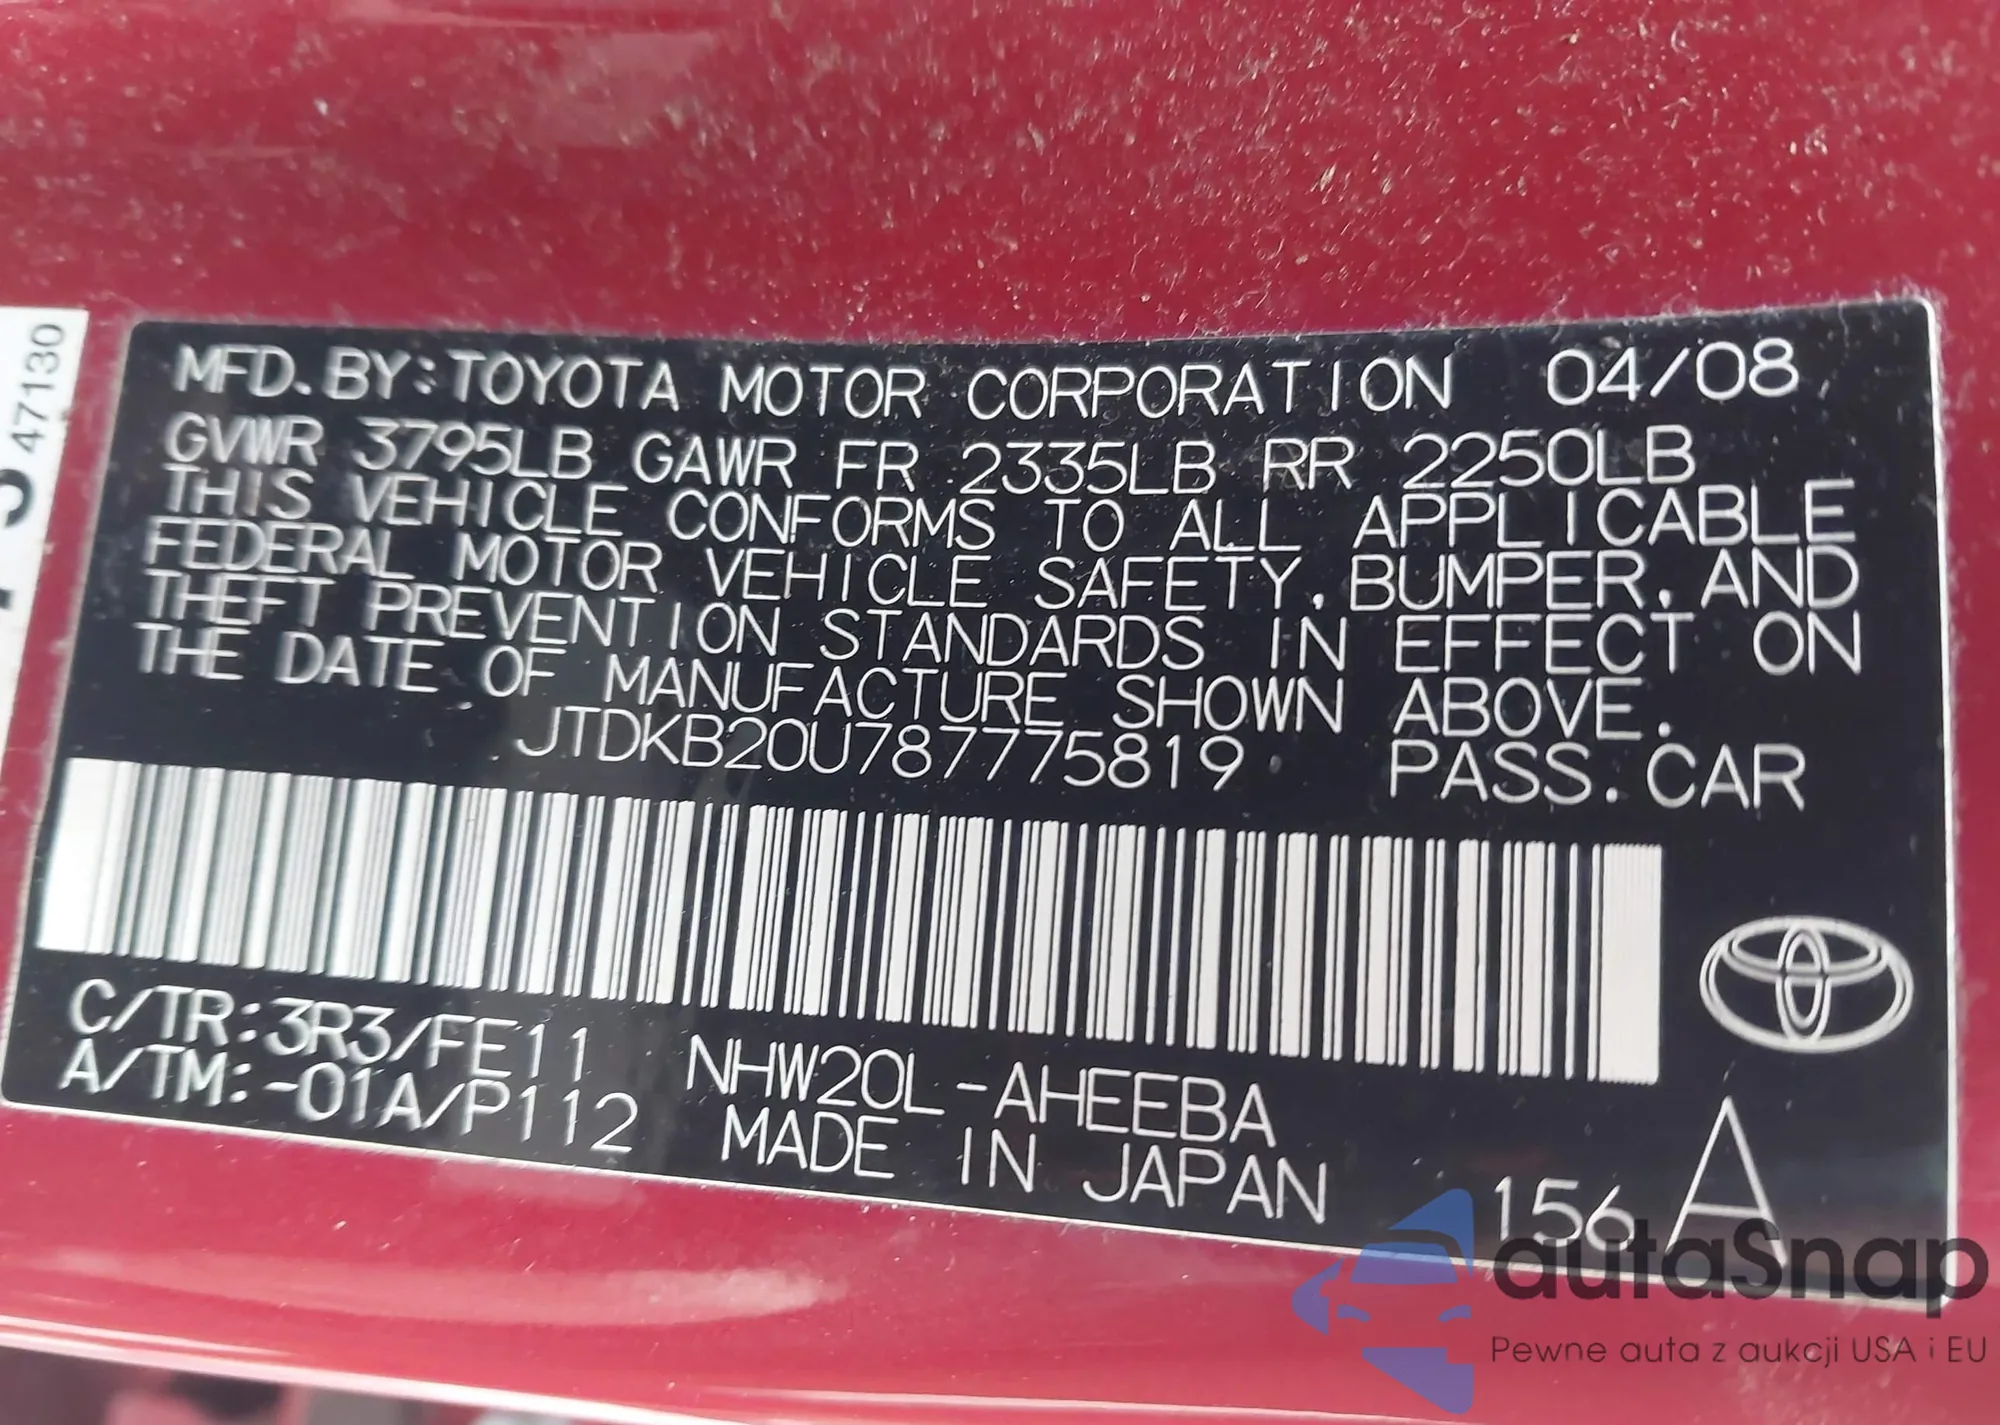 47130
MFD. BY: TOYOTA MOTOR CORPORATION 04/08
GVWR 3795LB GAWR FR 2335LB RR 2250LB
THIS VEHICLE CONFORMS TO ALL APPLICABLE
FEDERAL MOTOR VEHICLE SAFETY, BUMPER, AND
THEFT PREVENTION STANDARDS IN EFFECT ON
THE DATE OF MANUFACTURE SHOWN ABOVE.
JTDKB20U787775819 PASS. CAR
C/TR:3R3/FE11 NHW20L-AHEEBA
A/TM:-01A/P112 MADE IN JAPAN
156 A
autaSnap
Pewne auta z aukcji USA i EU